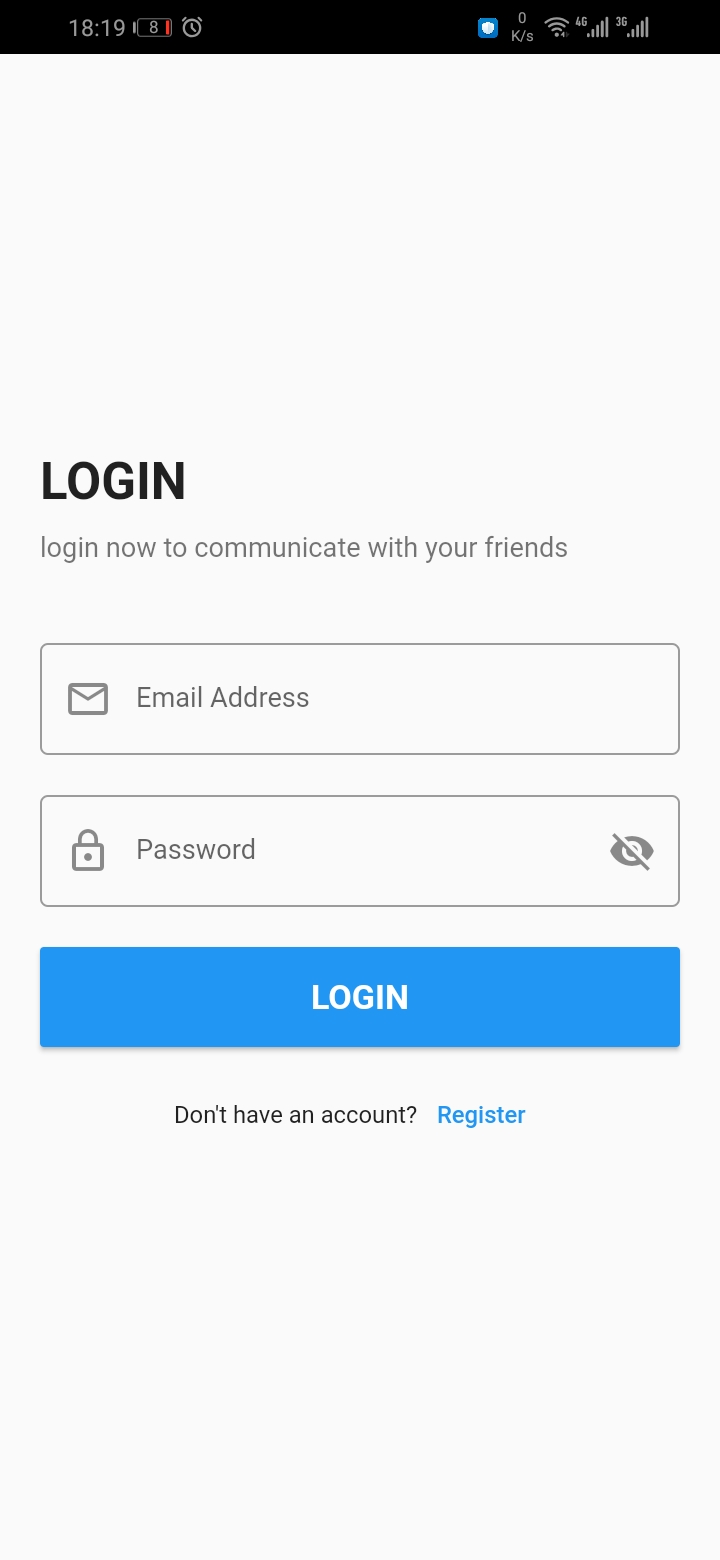 18:19 8 0 K/s 4G 3G
LOGIN
login now to communicate with your friends
Email Address
Password
LOGIN
Don't have an account? Register